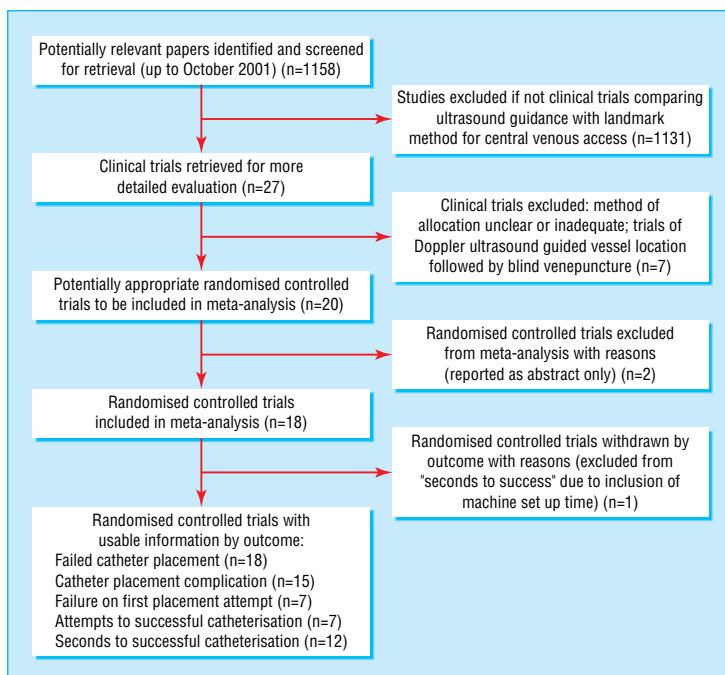 Potentially relevant papers identified and screened
for retrieval (up to October 2001) (n=1158)
Studies excluded if not clinical trials comparing
ultrasound guidance with landmark
method for central venous access (n=1131)
Clinical trials retrieved for more
detailed evaluation (n=27)
Clinical trials excluded: method of
allocation unclear or inadequate; trials of
Doppler ultrasound guided vessel location
followed by blind venepuncture (n=7)
Potentially appropriate randomised controlled
trials to be included in meta-analysis (n=20)
Randomised controlled trials excluded
from meta-analysis with reasons
(reported as abstract only) (n=2)
Randomised controlled trials
included in meta-analysis (n=18)
Randomised controlled trials withdrawn by
outcome with reasons (excluded from
"seconds to success" due to inclusion of
machine set up time) (n=1)
Randomised controlled trials with
usable information by outcome:
Failed catheter placement (n=18)
Catheter placement complication (n=15)
Failure on first placement attempt (n=7)
Attempts to successful catheterisation (n=7)
Seconds to successful catheterisation (n=12)